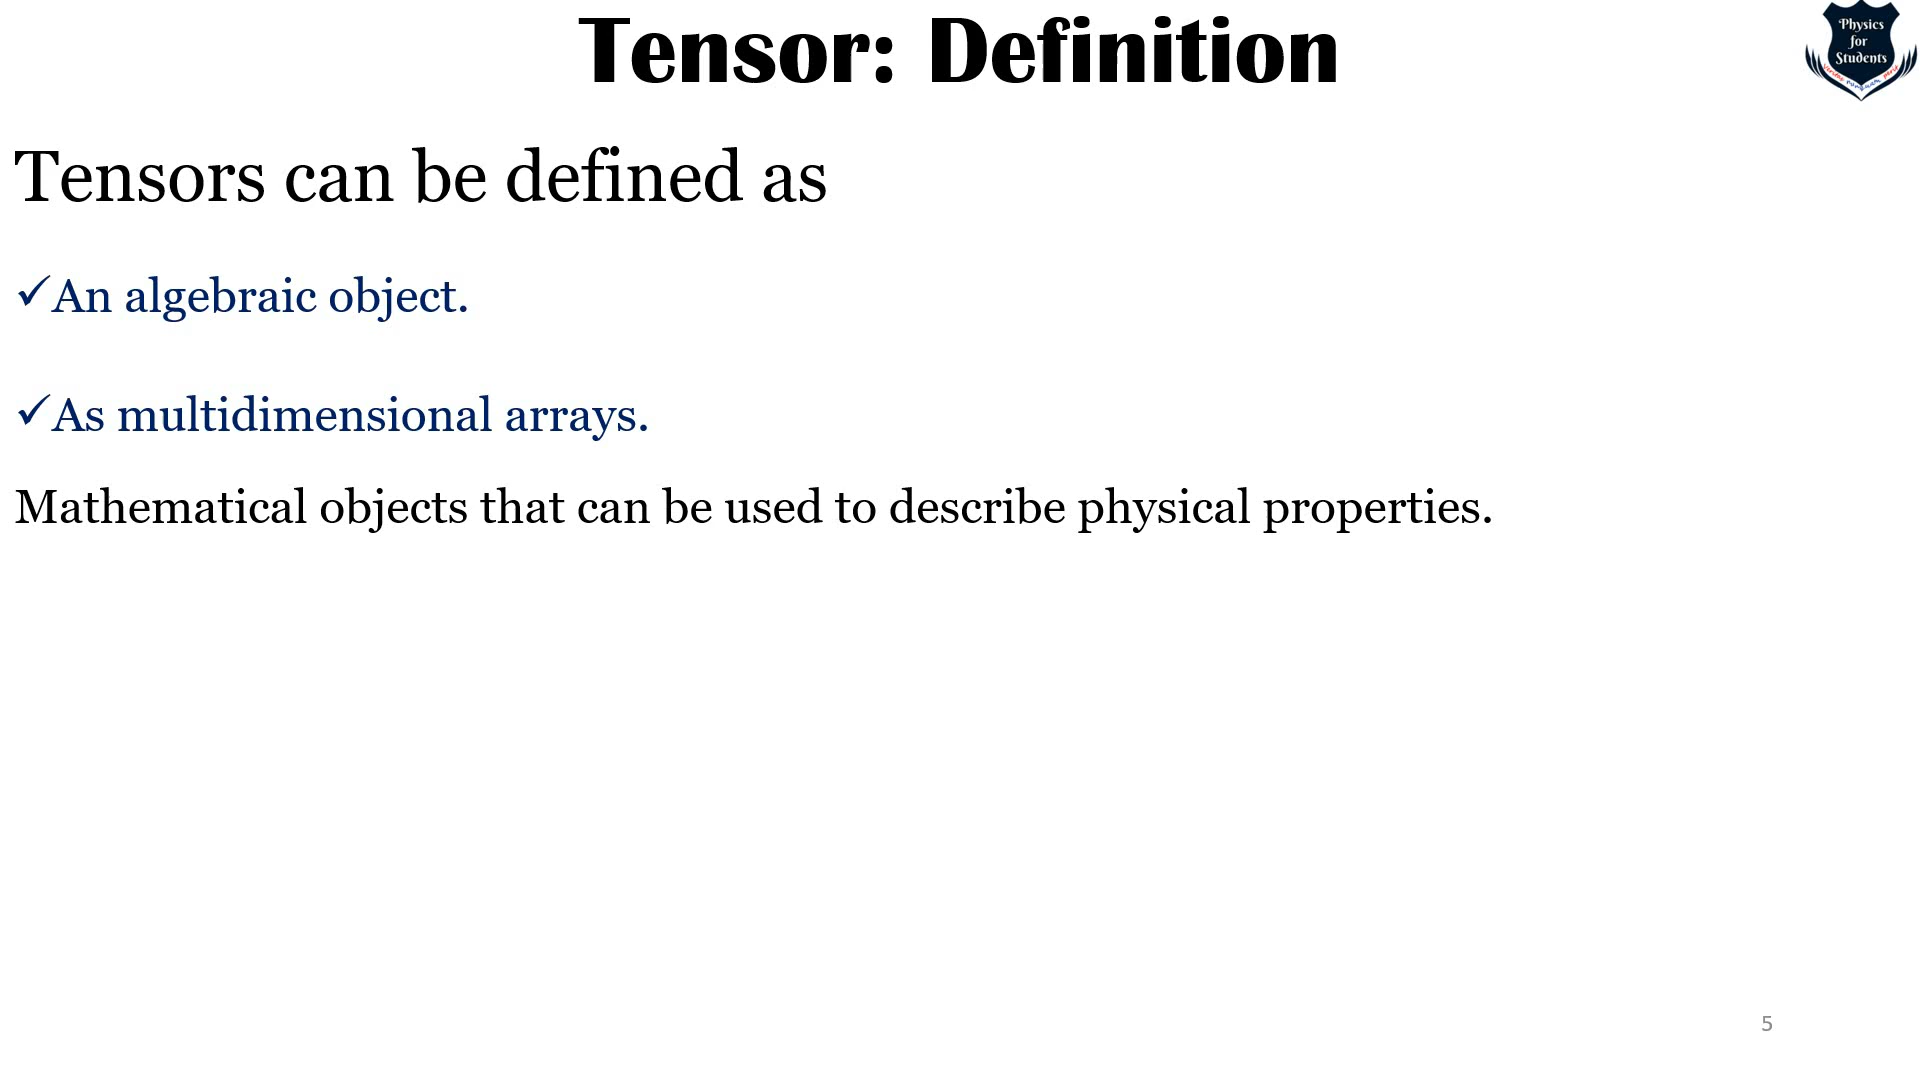 Tensor: Definition
Physics
for
Students
Tensors can be defined as
✓An algebraic object.
✓As multidimensional arrays.
Mathematical objects that can be used to describe physical properties.
5